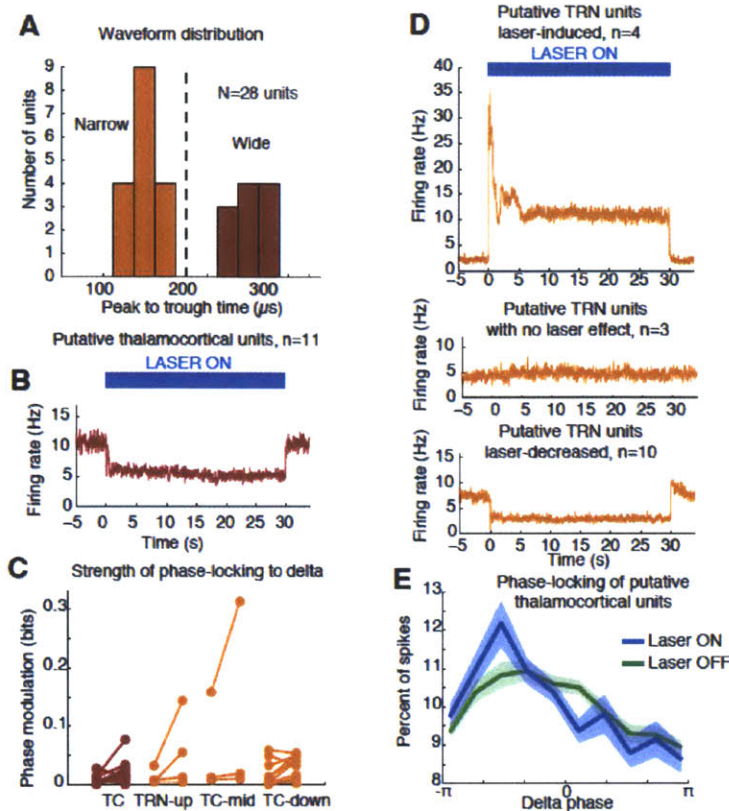 A
Waveform distribution
Number of units
9
8
7
6
5
4
3
2
1
0
Narrow
N=28 units
Wide
100
200
300
Peak to trough time (µs)
Putative thalamocortical units, n=11
LASER ON
B
Firing rate (Hz)
15
10
5
0
-5
0
5
10
15
20
25
30
Time (s)
C
Strength of phase-locking to delta
Phase modulation (bits)
0.3
0.2
0.1
0
TC
TRN-up
TC-mid
TC-down
D
Putative TRN units
laser-induced, n=4
LASER ON
Firing rate (Hz)
40
35
30
25
20
15
10
5
0
-5
0
5
10
15
20
25
30
Putative TRN units
with no laser effect, n=3
Firing rate (Hz)
10
5
0
-5
0
5
10
15
20
25
30
Putative TRN units
laser-decreased, n=10
Firing rate (Hz)
10
5
0
-5
0
5
10
15
20
25
30
Time (s)
E
Phase-locking of putative
thalamocortical units
Laser ON
Laser OFF
Percent of spikes
13
12
11
10
9
8
-π
0
π
Delta phase